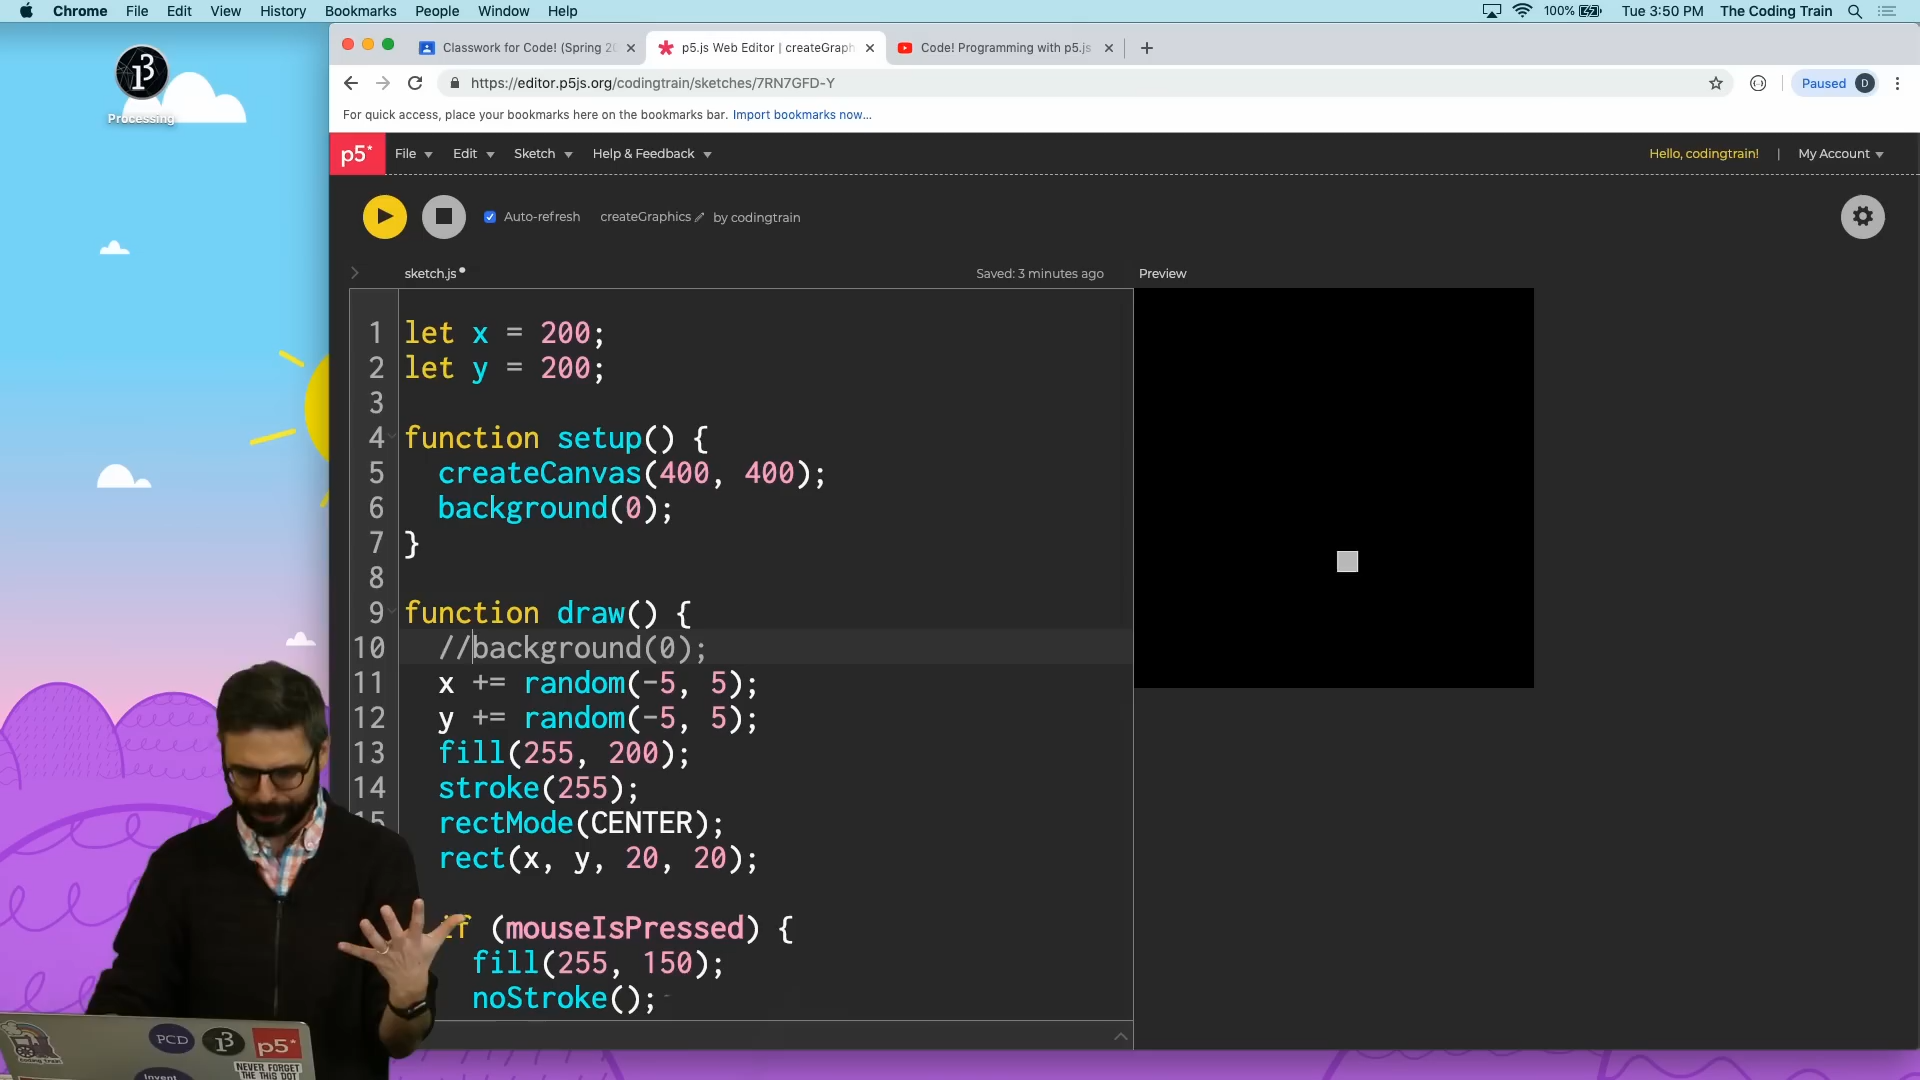 Chrome File Edit View History Bookmarks People Window Help
100% Tue 3:50 PM The Coding Train
Processing
Classwork for Code! (Spring 20
p5.js Web Editor | createGraph
Code! Programming with p5.js
https://editor.p5js.org/codingtrain/sketches/7RN7GFD-Y
Paused D
For quick access, place your bookmarks here on the bookmarks bar. Import bookmarks now...
p5* File Edit Sketch Help & Feedback
Hello, codingtrain! | My Account
Auto-refresh createGraphics by codingtrain
sketch.js
Saved: 3 minutes ago
Preview
1 let x = 200;
2 let y = 200;
3
4 function setup() {
5 createCanvas(400, 400);
6 background(0);
7 }
8
9 function draw() {
10 //background(0);
11 x += random(-5, 5);
12 y += random(-5, 5);
13 fill(255, 200);
14 stroke(255);
15 rectMode(CENTER);
rect(x, y, 20, 20);
if (mouseIsPressed) {
fill(255, 150);
noStroke();
PCD
p5*
NEVER FORGET
THE THIS DOT